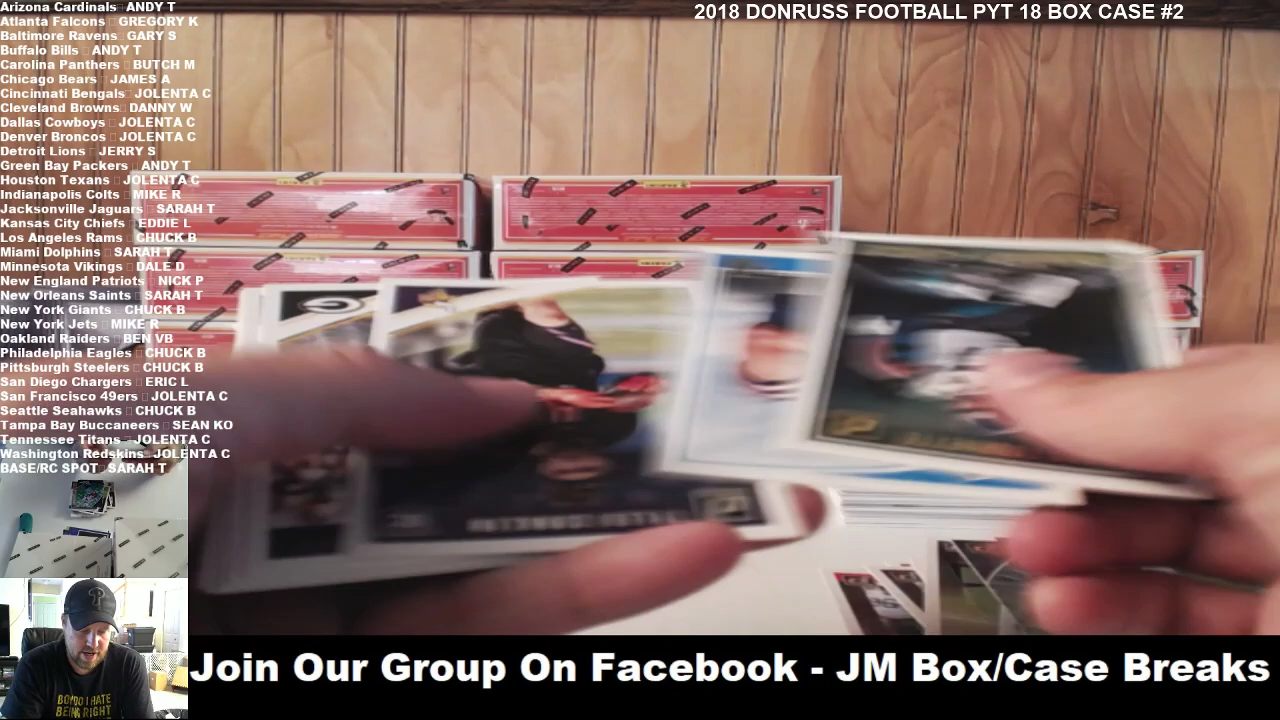 2018 DONRUSS FOOTBALL PYT 18 BOX CASE #2
Arizona Cardinals ANDY T
Atlanta Falcons GREGORY K
Baltimore Ravens GARY S
Buffalo Bills ANDY T
Carolina Panthers BUTCH M
Chicago Bears JAMES A
Cincinnati Bengals JOLENTA C
Cleveland Browns DANNY W
Dallas Cowboys JOLENTA C
Denver Broncos JOLENTA C
Detroit Lions JERRY S
Green Bay Packers ANDY T
Houston Texans JOLENTA C
Indianapolis Colts MIKE R
Jacksonville Jaguars SARAH T
Kansas City Chiefs EDDIE L
Los Angeles Rams CHUCK B
Miami Dolphins SARAH T
Minnesota Vikings DALE D
New England Patriots NICK P
New Orleans Saints SARAH T
New York Giants CHUCK B
New York Jets MIKE R
Oakland Raiders BEN VB
Philadelphia Eagles CHUCK B
Pittsburgh Steelers CHUCK B
San Diego Chargers ERIC L
San Francisco 49ers JOLENTA C
Seattle Seahawks CHUCK B
Tampa Bay Buccaneers SEAN KO
Tennessee Titans JOLENTA C
Washington Redskins JOLENTA C
BASE/RC SPOT SARAH T
I HATE
BEING RIGHT
Join Our Group On Facebook - JM Box/Case Breaks